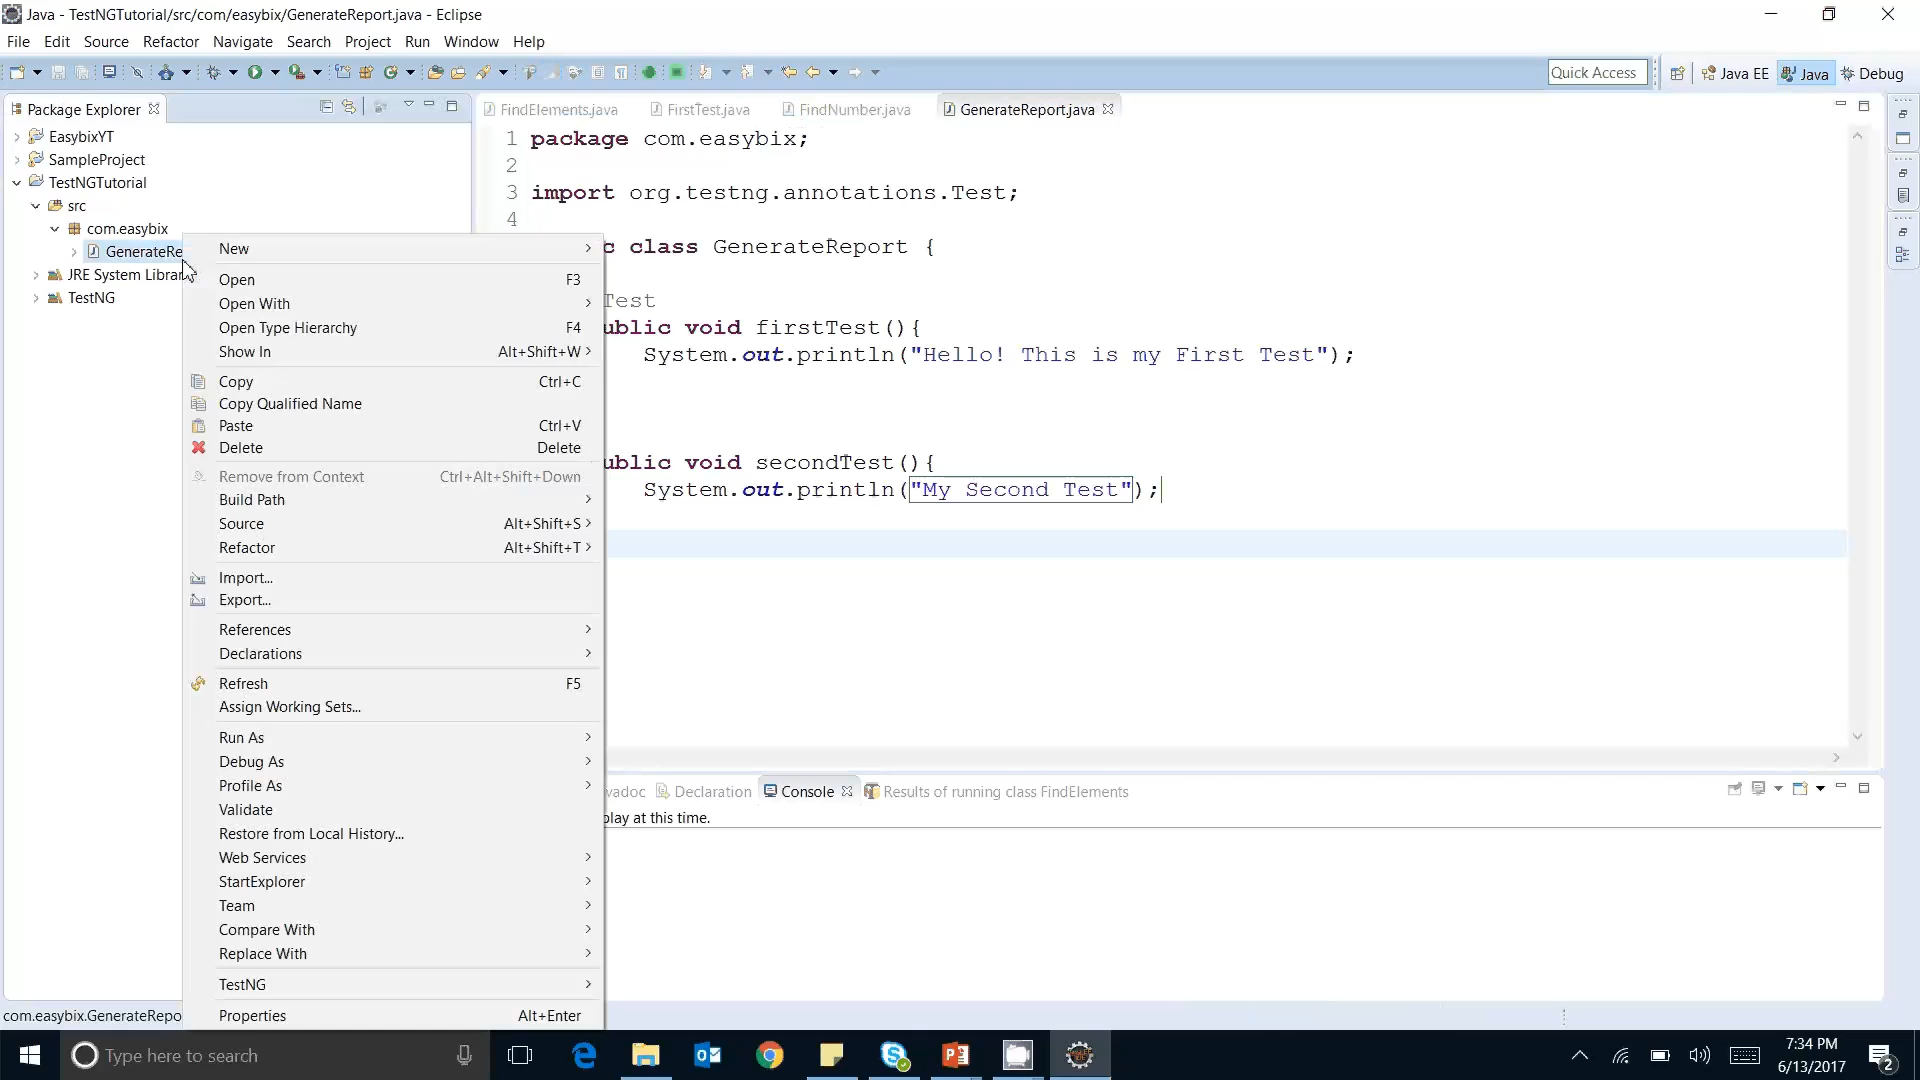 Java - TestNGTutorial/src/com/easybix/GenerateReport.java - Eclipse
File Edit Source Refactor Navigate Search Project Run Window Help
Quick Access Java EE Java Debug
Package Explorer
EasybixYT
SampleProject
TestNGTutorial
src
com.easybix
GenerateRe
JRE System Librar
TestNG
FindElements.java FirstTest.java FindNumber.java GenerateReport.java
1 package com.easybix;
2
3 import org.testng.annotations.Test;
4
c class GenerateReport {
Test
ublic void firstTest(){
System.out.println("Hello! This is my First Test");
ublic void secondTest(){
System.out.println("My Second Test");
New
Open F3
Open With
Open Type Hierarchy F4
Show In Alt+Shift+W
Copy Ctrl+C
Copy Qualified Name
Paste Ctrl+V
Delete Delete
Remove from Context Ctrl+Alt+Shift+Down
Build Path
Source Alt+Shift+S
Refactor Alt+Shift+T
Import...
Export...
References
Declarations
Refresh F5
Assign Working Sets...
Run As
Debug As
Profile As
Validate
Restore from Local History...
Web Services
StartExplorer
Team
Compare With
Replace With
TestNG
Properties Alt+Enter
vadoc Declaration Console Results of running class FindElements
play at this time.
com.easybix.GenerateRepo
Type here to search
7:34 PM
6/13/2017
2